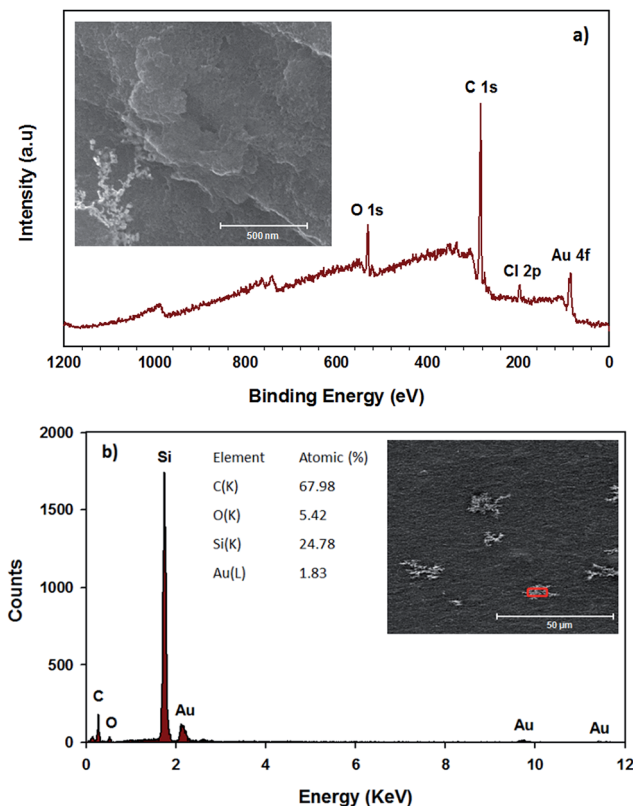 a)
C 1s
O 1s
Cl 2p
Au 4f
500 nm
Intensity (a.u)
1200 1000 800 600 400 200 0
Binding Energy (eV)
b)
2000
1500
1000
500
0
Counts
Si
Element Atomic (%)
C(K) 67.98
O(K) 5.42
Si(K) 24.78
Au(L) 1.83
50 µm
C
O
Au
Au
Au
0 2 4 6 8 10 12
Energy (KeV)